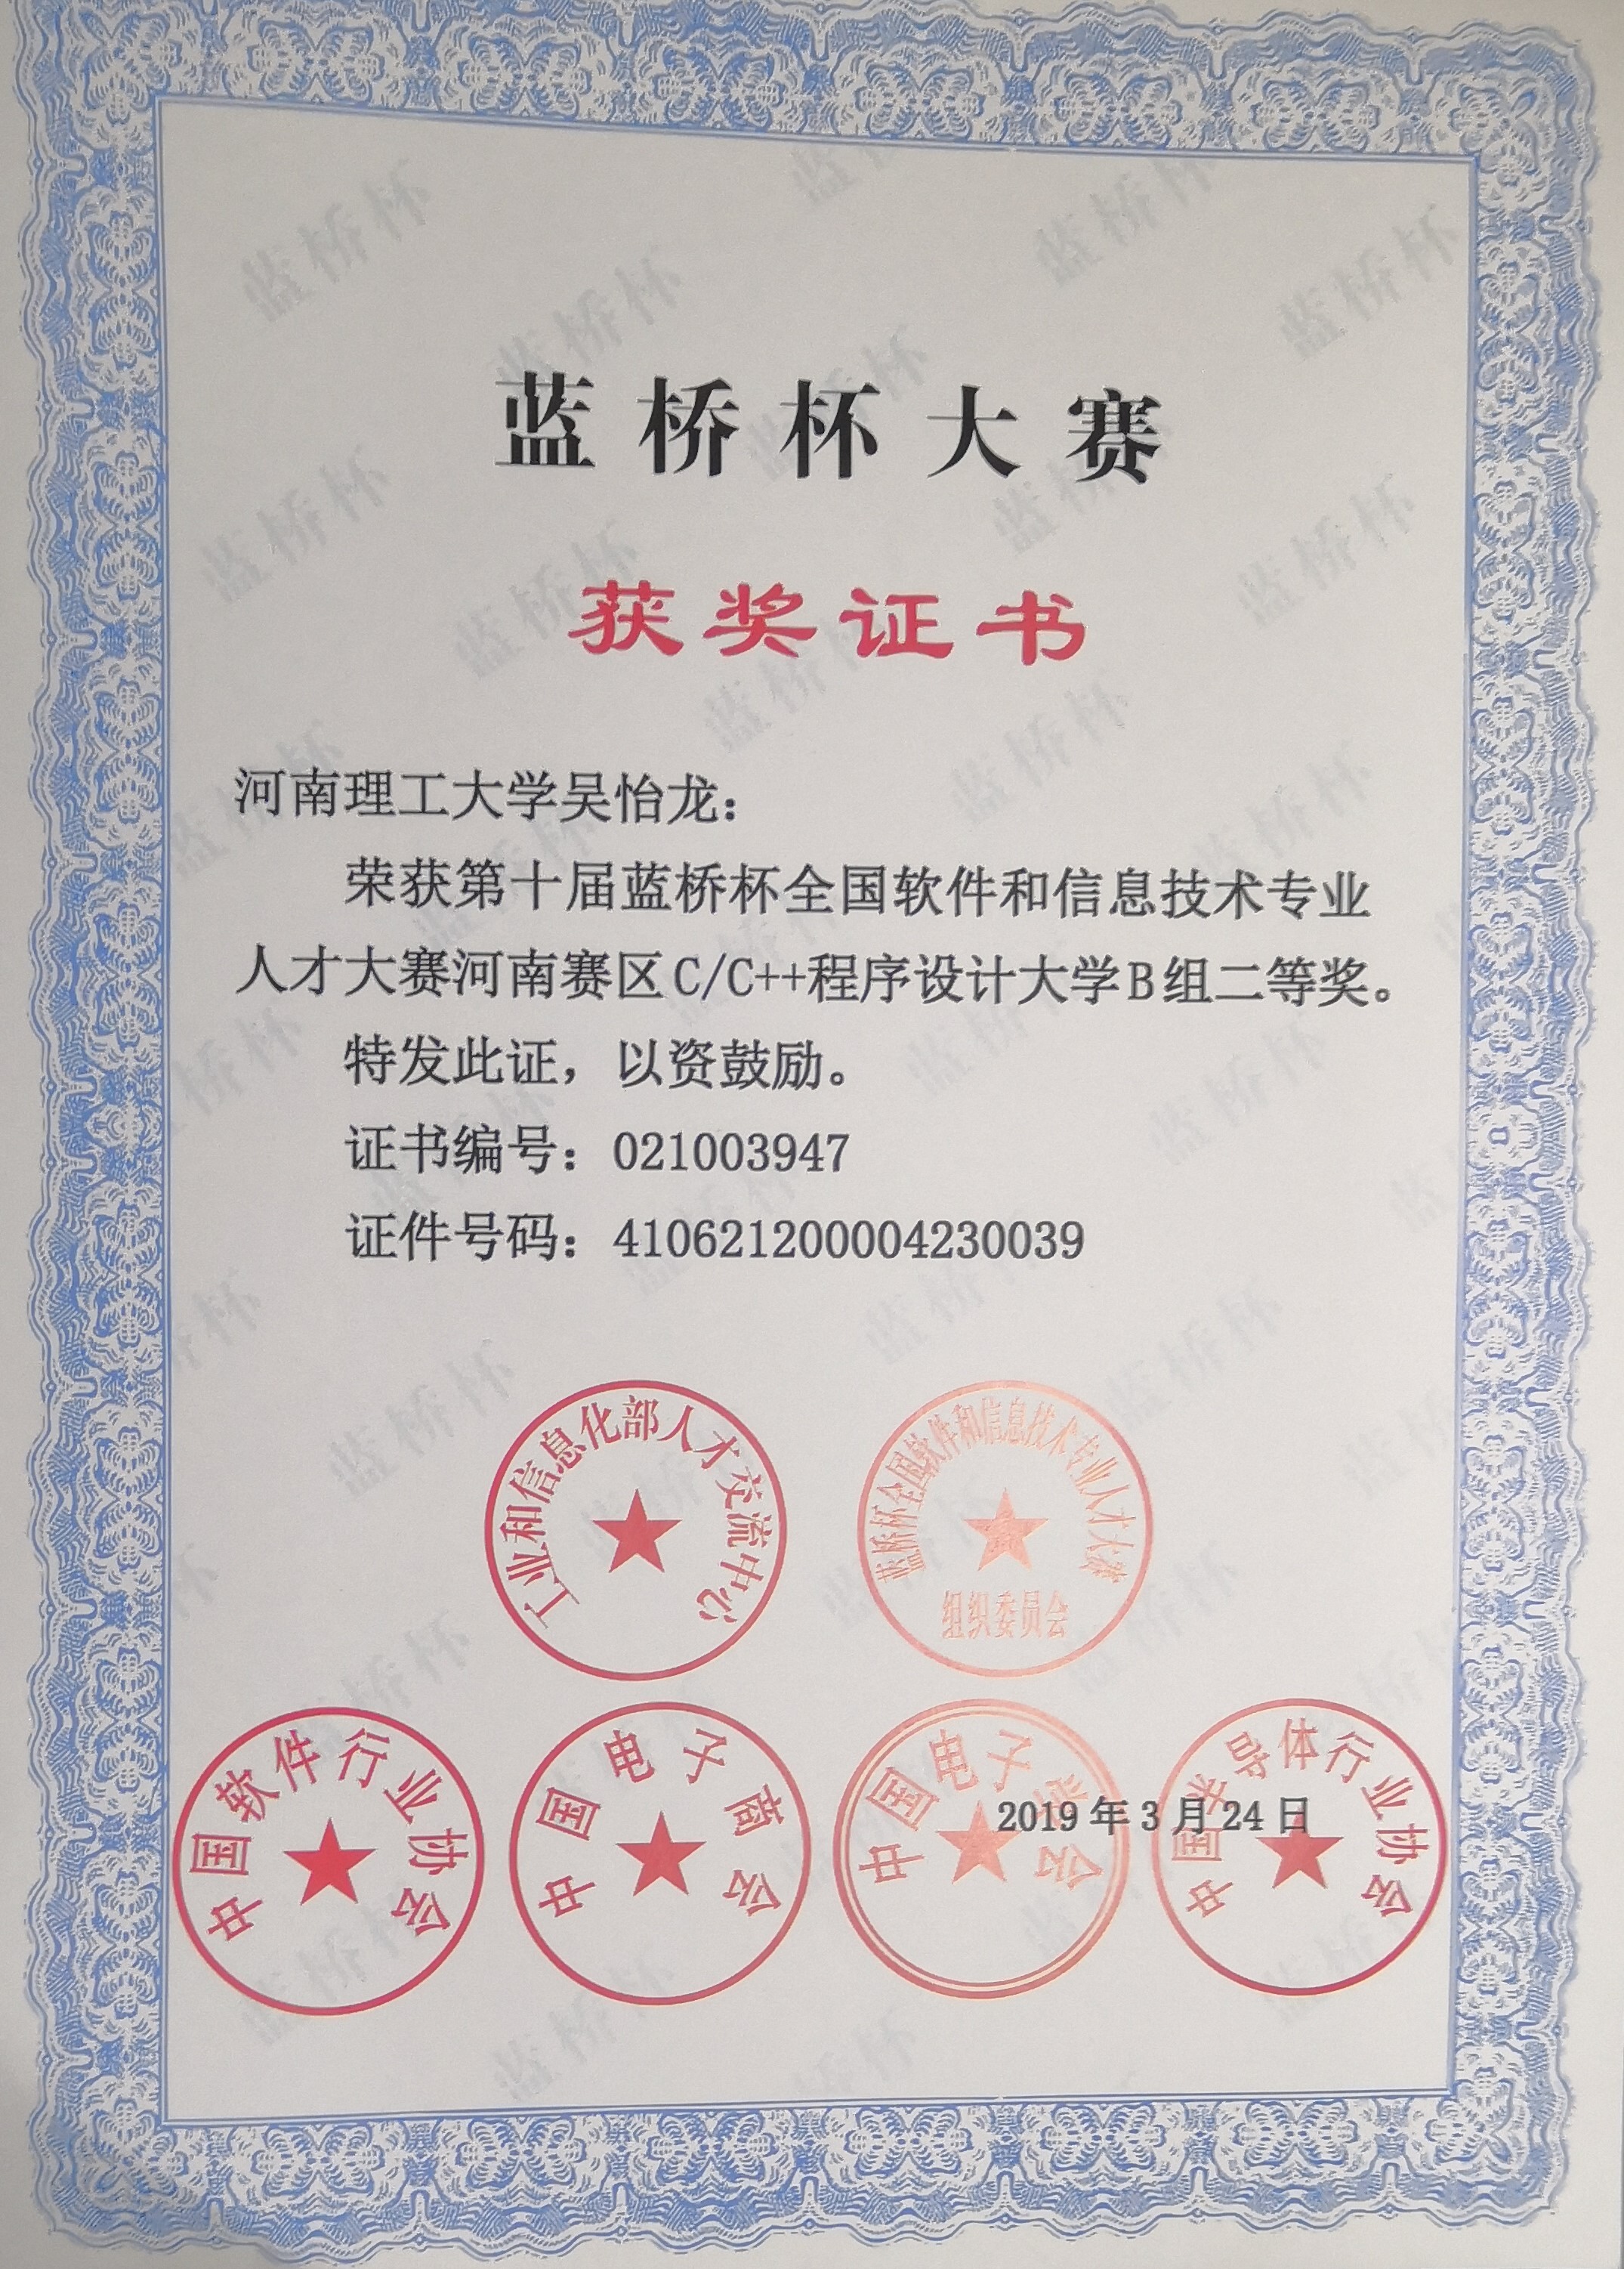 蓝桥杯大赛
获奖证书
河南理工大学吴怡龙：
荣获第十届蓝桥杯全国软件和信息技术专业
人才大赛河南赛区C/C++程序设计大学B组二等奖。
特发此证，以资鼓励。
证书编号：021003947
证件号码：410621200004230039
工业和信息化部人才交流中心
蓝桥杯全国软件和信息技术专业人才大赛
组织委员会
中国软件行业协会
中国电子商会
中国电子学会
中国半导体行业协会
2019年3月24日
蓝桥杯